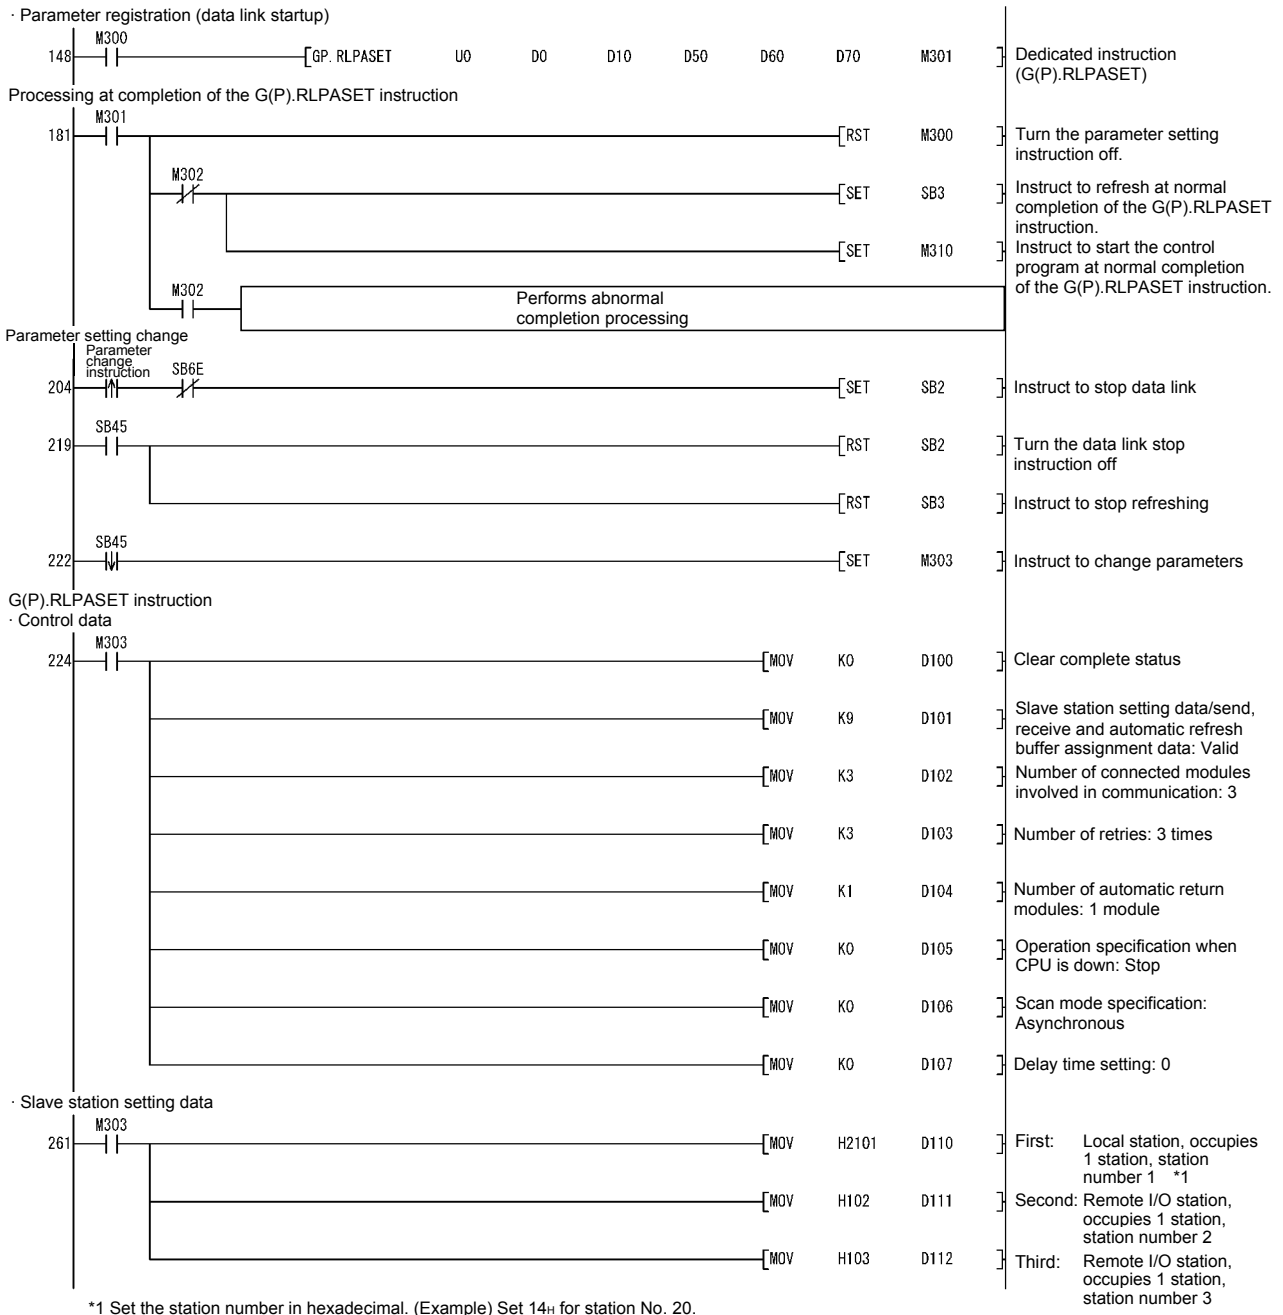 · Parameter registration (data link startup)
M300
148 GP.RLPASET U0 D0 D10 D50 D60 D70 M301 Dedicated instruction
(G(P).RLPASET)
Processing at completion of the G(P).RLPASET instruction
M301
181 RST M300 Turn the parameter setting
instruction off.
M302
SET SB3 Instruct to refresh at normal
completion of the G(P).RLPASET
instruction.
SET M310 Instruct to start the control
program at normal completion
of the G(P).RLPASET instruction.
M302
Performs abnormal
completion processing
Parameter setting change
Parameter
change
instruction SB6E
204 SET SB2 Instruct to stop data link
SB45
219 RST SB2 Turn the data link stop
instruction off
RST SB3 Instruct to stop refreshing
SB45
222 SET M303 Instruct to change parameters
G(P).RLPASET instruction
· Control data
M303
224 MOV K0 D100 Clear complete status
MOV K9 D101 Slave station setting data/send,
receive and automatic refresh
buffer assignment data: Valid
MOV K3 D102 Number of connected modules
involved in communication: 3
MOV K3 D103 Number of retries: 3 times
MOV K1 D104 Number of automatic return
modules: 1 module
MOV K0 D105 Operation specification when
CPU is down: Stop
MOV K0 D106 Scan mode specification:
Asynchronous
MOV K0 D107 Delay time setting: 0
· Slave station setting data
M303
261 MOV H2101 D110 First: Local station, occupies
1 station, station
number 1 *1
MOV H102 D111 Second: Remote I/O station,
occupies 1 station,
station number 2
MOV H103 D112 Third: Remote I/O station,
occupies 1 station,
station number 3
*1 Set the station number in hexadecimal. (Example) Set 14H for station No. 20.